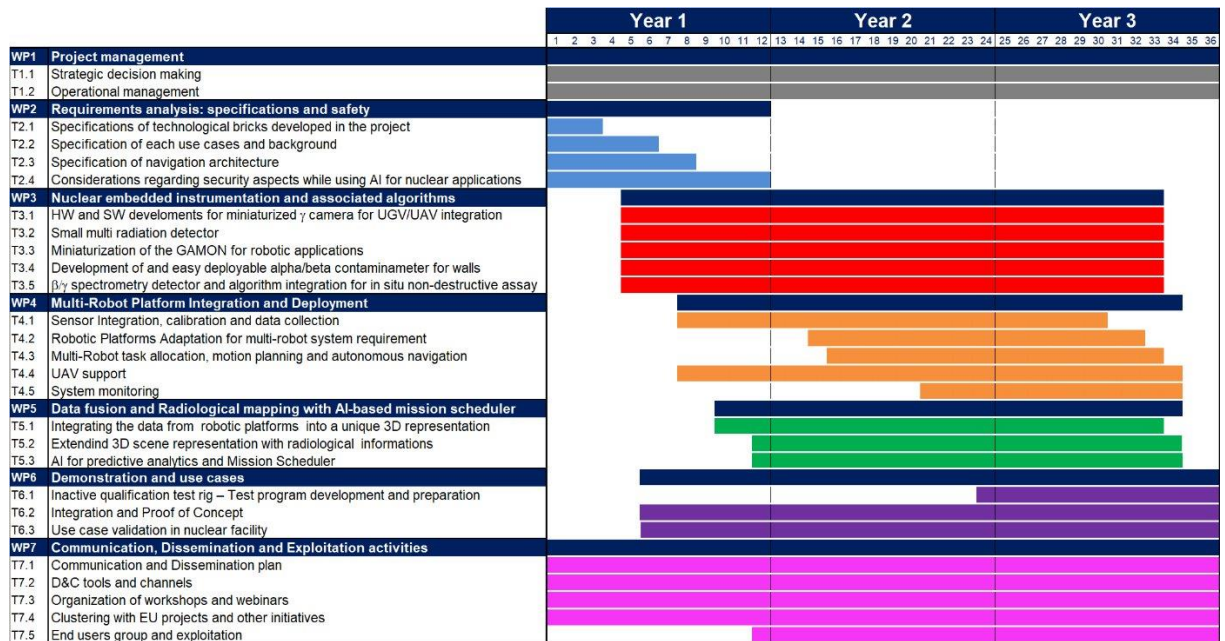 Year 1 Year 2 Year 3
1 2 3 4 5 6 7 8 9 10 11 12 13 14 15 16 17 18 19 20 21 22 23 24 25 26 27 28 29 30 31 32 33 34 35 36
WP1 Project management
T1.1 Strategic decision making
T1.2 Operational management
WP2 Requirements analysis: specifications and safety
T2.1 Specifications of technological bricks developed in the project
T2.2 Specification of each use cases and background
T2.3 Specification of navigation architecture
T2.4 Considerations regarding security aspects while using AI for nuclear applications
WP3 Nuclear embedded instrumentation and associated algorithms
T3.1 HW and SW develoments for miniaturized γ camera for UGV/UAV integration
T3.2 Small multi radiation detector
T3.3 Miniaturization of the GAMON for robotic applications
T3.4 Development of and easy deployable alpha/beta contaminameter for walls
T3.5 β/γ spectrometry detector and algorithm integration for in situ non-destructive assay
WP4 Multi-Robot Platform Integration and Deployment
T4.1 Sensor Integration, calibration and data collection
T4.2 Robotic Platforms Adaptation for multi-robot system requirement
T4.3 Multi-Robot task allocation, motion planning and autonomous navigation
T4.4 UAV support
T4.5 System monitoring
WP5 Data fusion and Radiological mapping with AI-based mission scheduler
T5.1 Integrating the data from robotic platforms into a unique 3D representation
T5.2 Extendind 3D scene representation with radiological informations
T5.3 AI for predictive analytics and Mission Scheduler
WP6 Demonstration and use cases
T6.1 Inactive qualification test rig – Test program development and preparation
T6.2 Integration and Proof of Concept
T6.3 Use case validation in nuclear facility
WP7 Communication, Dissemination and Exploitation activities
T7.1 Communication and Dissemination plan
T7.2 D&C tools and channels
T7.3 Organization of workshops and webinars
T7.4 Clustering with EU projects and other initiatives
T7.5 End users group and exploitation